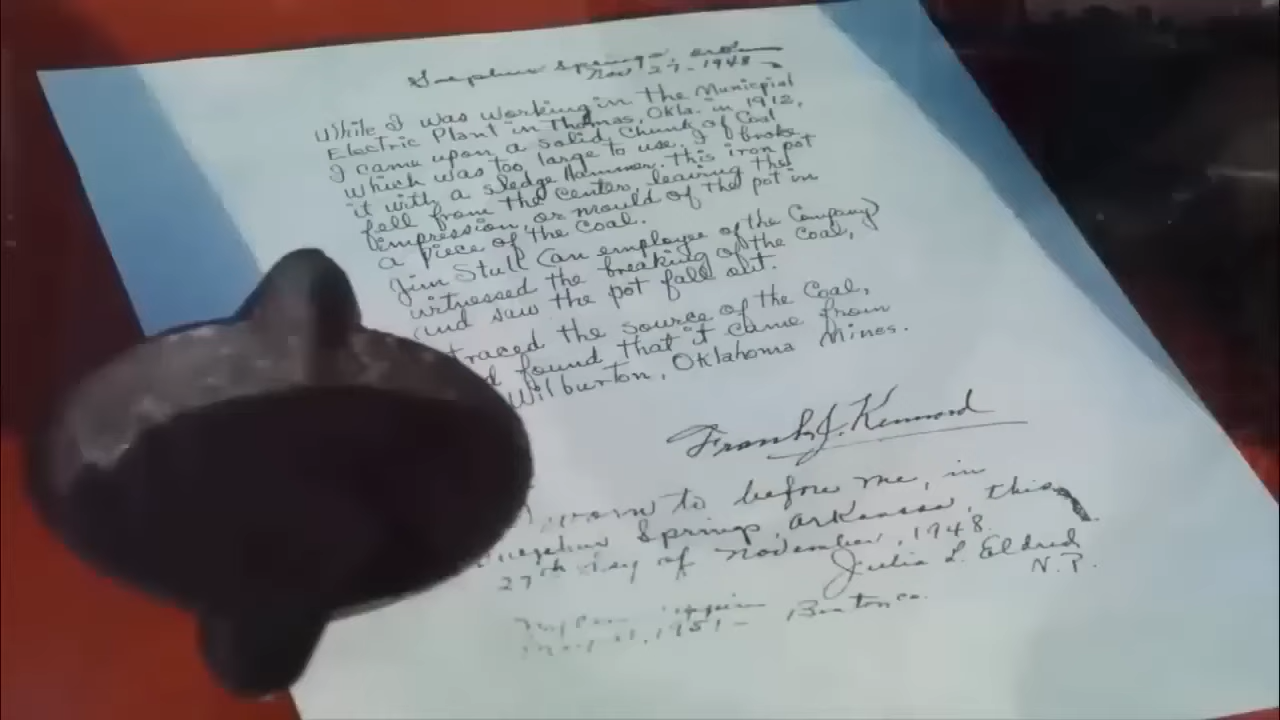 Sulphur Springs, Ark.
Nov. 27-1948
While I was working in the Municipial
Electric Plant in Thomas, Okla. in 1912,
I came upon a solid chunk of Coal
which was too large to use. I broke
it with a sledge hammer. This iron pot
fell from the center, leaving the
impression, or mould of the pot in
a piece of the coal.
Jim Stull (an employee of the Company)
witnessed the breaking of the coal,
and saw the pot fall out.
traced the source of the Coal,
found that it came from
Wilburton, Oklahoma Mines.
Frank J. Kennard
sworn to before me, in
Springs, Arkansas, this
27th day of November, 1948.
Julia L. Eldred
N.P.
1951- Benton Co.